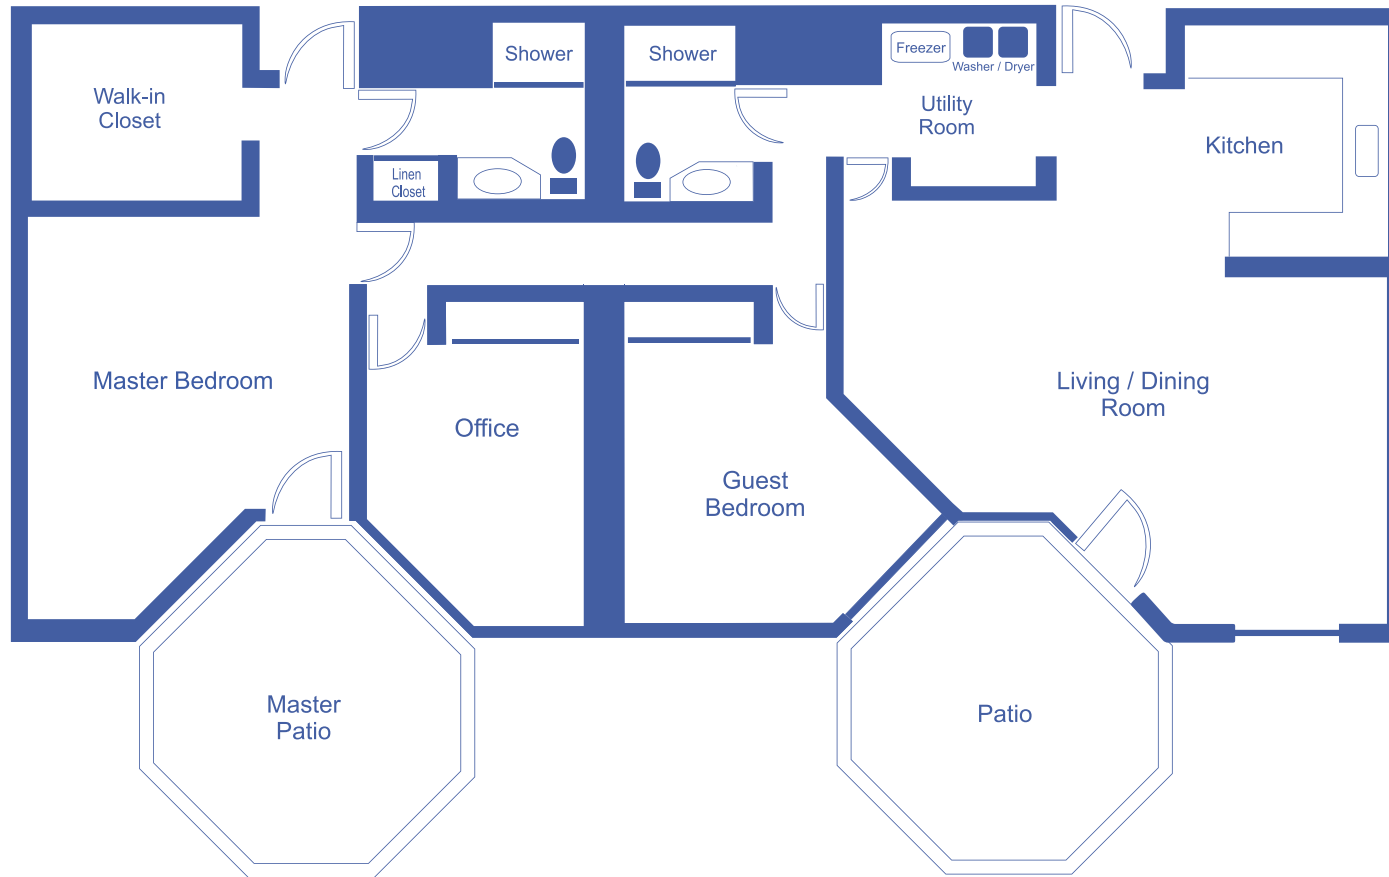 Shower
Shower
Freezer
Washer / Dryer
Walk-in
Closet
Utility
Room
Kitchen
Linen
Closet
Master Bedroom
Living / Dining
Room
Office
Guest
Bedroom
Master
Patio
Patio